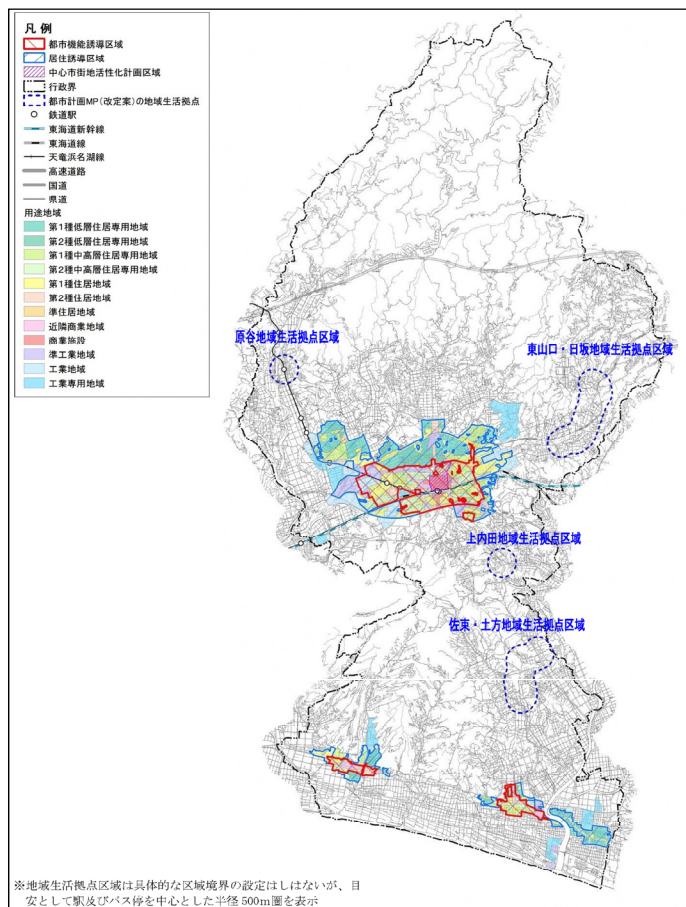 凡 例
都市機能誘導区域
居住誘導区域
中心市街地活性化計画区域
行政界
都市計画MP(改定案)の地域生活拠点
鉄道駅
東海道新幹線
東海道線
天竜浜名湖線
高速道路
国道
県道
用途地域
第1種低層住居専用地域
第2種低層住居専用地域
第1種中高層住居専用地域
第2種中高層住居専用地域
第1種住居地域
第2種住居地域
準住居地域
近隣商業地域
商業施設
準工業地域
工業地域
工業専用地域
原谷地域生活拠点区域
東山口・日坂地域生活拠点区域
上内田地域生活拠点区域
佐束・土方地域生活拠点区域
※地域生活拠点区域は具体的な区域境界の設定はしはないが、目
安として駅及びバス停を中心とした半径500m圏を表示